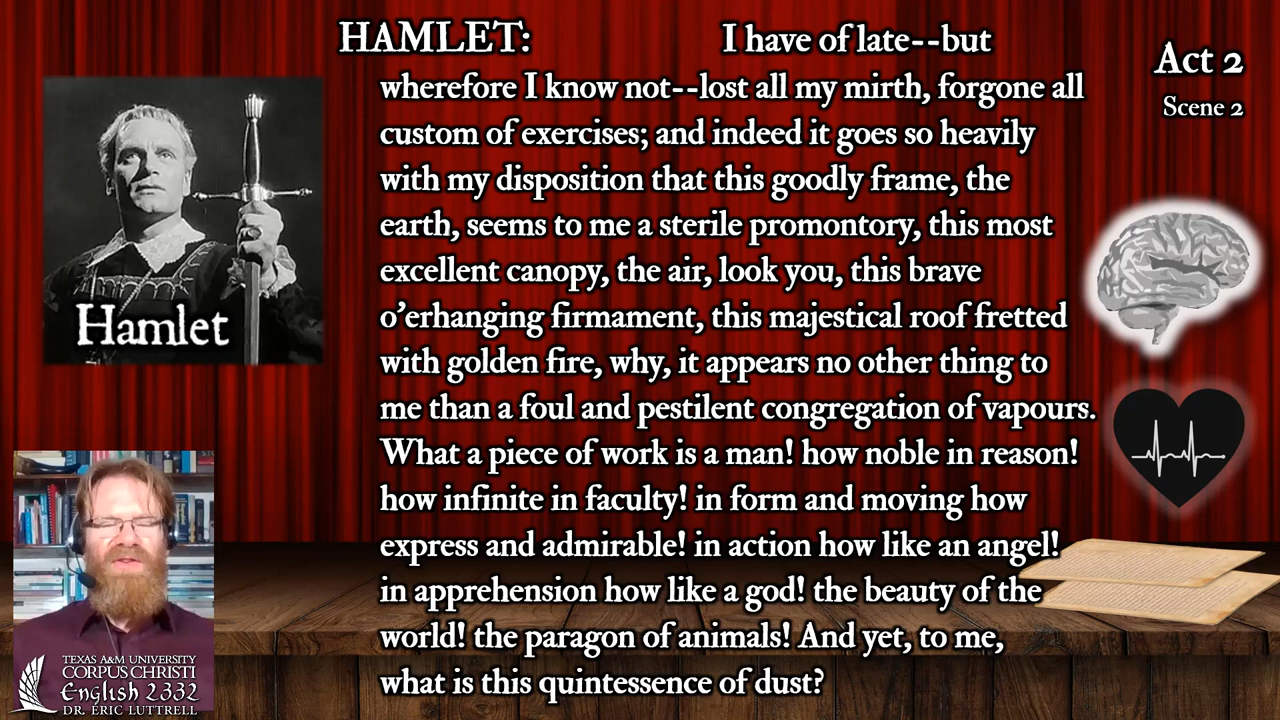 HAMLET: I have of late--but
wherefore I know not--lost all my mirth, forgone all
custom of exercises; and indeed it goes so heavily
with my disposition that this goodly frame, the
earth, seems to me a sterile promontory, this most
excellent canopy, the air, look you, this brave
o'erhanging firmament, this majestical roof fretted
with golden fire, why, it appears no other thing to
me than a foul and pestilent congregation of vapours.
What a piece of work is a man! how noble in reason!
how infinite in faculty! in form and moving how
express and admirable! in action how like an angel!
in apprehension how like a god! the beauty of the
world! the paragon of animals! And yet, to me,
what is this quintessence of dust?
Act 2
Scene 2
Hamlet
TEXAS A&M UNIVERSITY
CORPUS CHRISTI
English 2332
DR. ERIC LUTTRELL